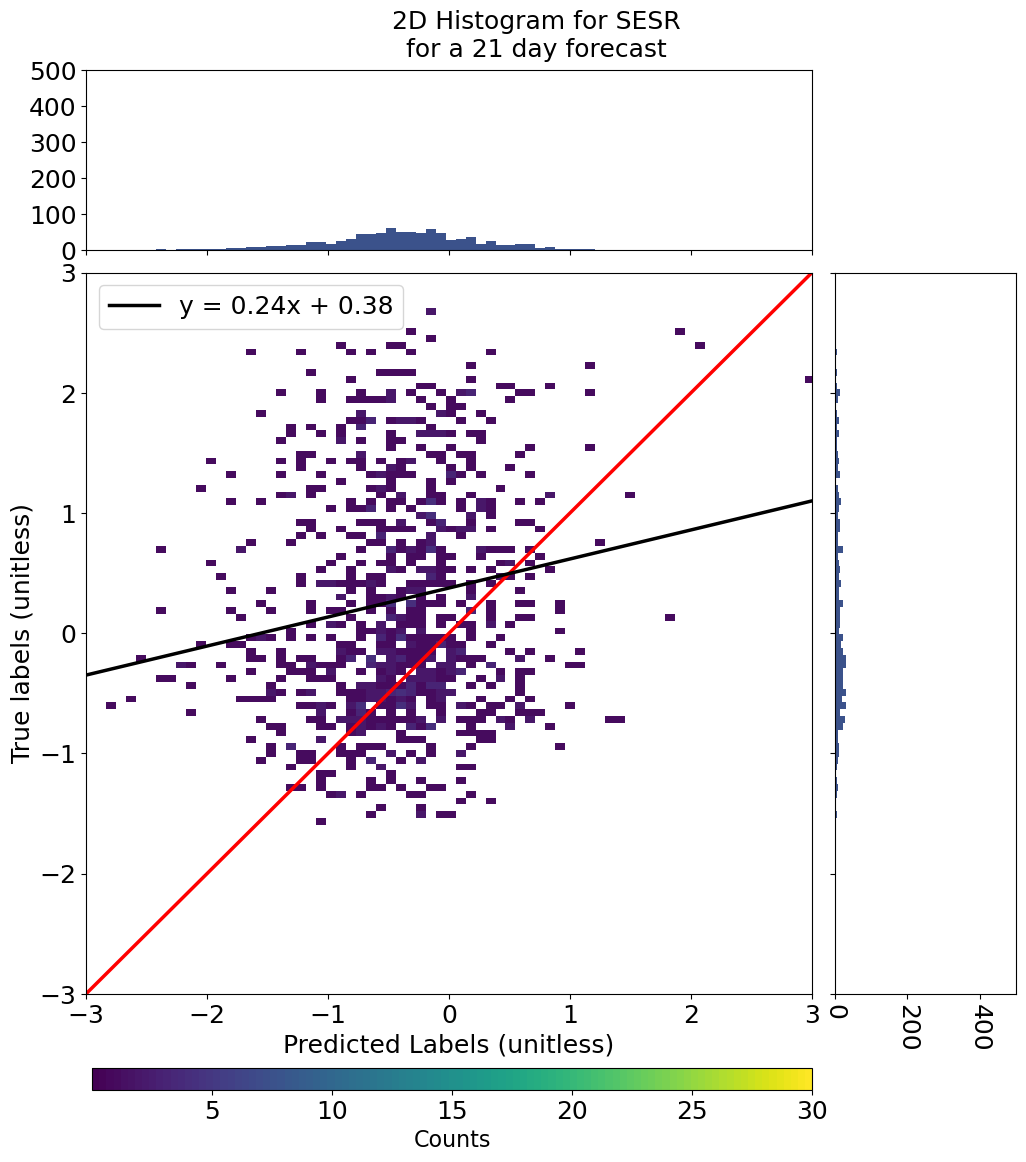 2D Histogram for SESR
for a 21 day forecast
500
400
300
200
100
0
3
2
1
0
−1
−2
−3
True labels (unitless)
y = 0.24x + 0.38
−3 −2 −1 0 1 2 3
Predicted Labels (unitless)
0 200 400
5 10 15 20 25 30
Counts